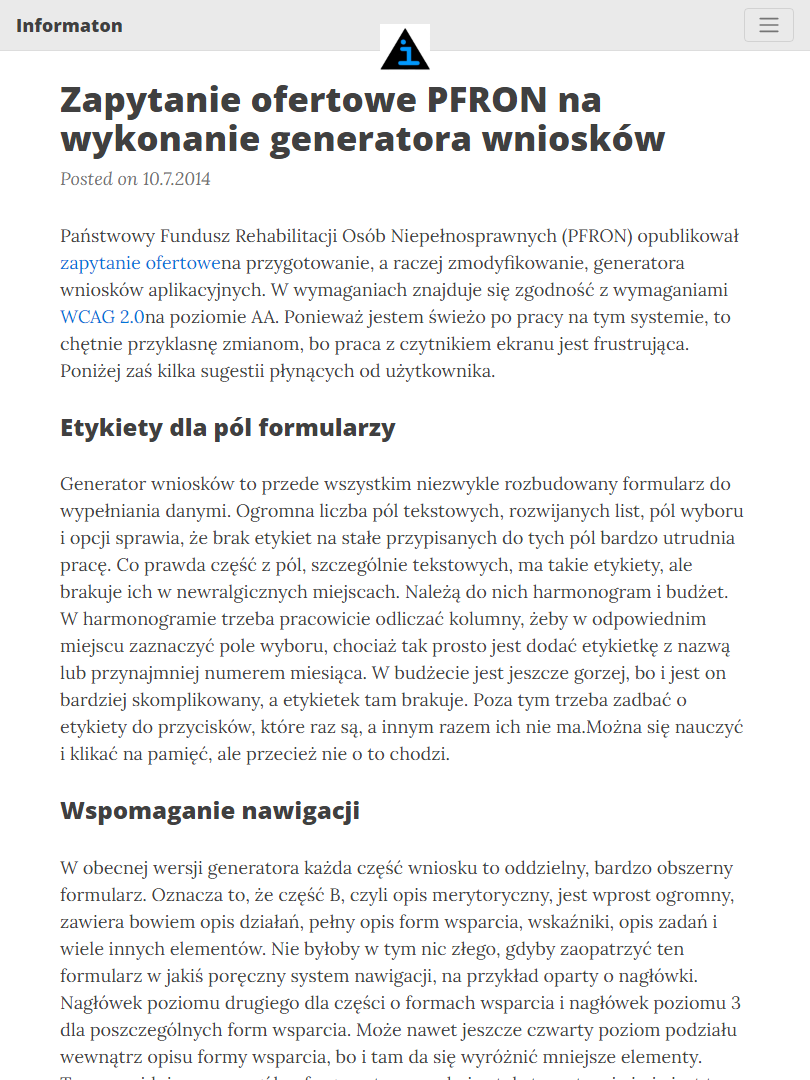 Informaton
i
Zapytanie ofertowe PFRON na
wykonanie generatora wniosków
Posted on 10.7.2014
Państwowy Fundusz Rehabilitacji Osób Niepełnosprawnych (PFRON) opublikował
zapytanie ofertowena przygotowanie, a raczej zmodyfikowanie, generatora
wniosków aplikacyjnych. W wymaganiach znajduje się zgodność z wymaganiami
WCAG 2.0na poziomie AA. Ponieważ jestem świeżo po pracy na tym systemie, to
chętnie przyklasnę zmianom, bo praca z czytnikiem ekranu jest frustrująca.
Poniżej zaś kilka sugestii płynących od użytkownika.
Etykiety dla pól formularzy
Generator wniosków to przede wszystkim niezwykle rozbudowany formularz do
wypełniania danymi. Ogromna liczba pól tekstowych, rozwijanych list, pól wyboru
i opcji sprawia, że brak etykiet na stałe przypisanych do tych pól bardzo utrudnia
pracę. Co prawda część z pól, szczególnie tekstowych, ma takie etykiety, ale
brakuje ich w newralgicznych miejscach. Należą do nich harmonogram i budżet.
W harmonogramie trzeba pracowicie odliczać kolumny, żeby w odpowiednim
miejscu zaznaczyć pole wyboru, chociaż tak prosto jest dodać etykietkę z nazwą
lub przynajmniej numerem miesiąca. W budżecie jest jeszcze gorzej, bo i jest on
bardziej skomplikowany, a etykietek tam brakuje. Poza tym trzeba zadbać o
etykiety do przycisków, które raz są, a innym razem ich nie ma.Można się nauczyć
i klikać na pamięć, ale przecież nie o to chodzi.
Wspomaganie nawigacji
W obecnej wersji generatora każda część wniosku to oddzielny, bardzo obszerny
formularz. Oznacza to, że część B, czyli opis merytoryczny, jest wprost ogromny,
zawiera bowiem opis działań, pełny opis form wsparcia, wskaźniki, opis zadań i
wiele innych elementów. Nie byłoby w tym nic złego, gdyby zaopatrzyć ten
formularz w jakiś poręczny system nawigacji, na przykład oparty o nagłówki.
Nagłówek poziomu drugiego dla części o formach wsparcia i nagłówek poziomu 3
dla poszczególnych form wsparcia. Może nawet jeszcze czwarty poziom podziału
wewnątrz opisu formy wsparcia, bo i tam da się wyróżnić mniejsze elementy.